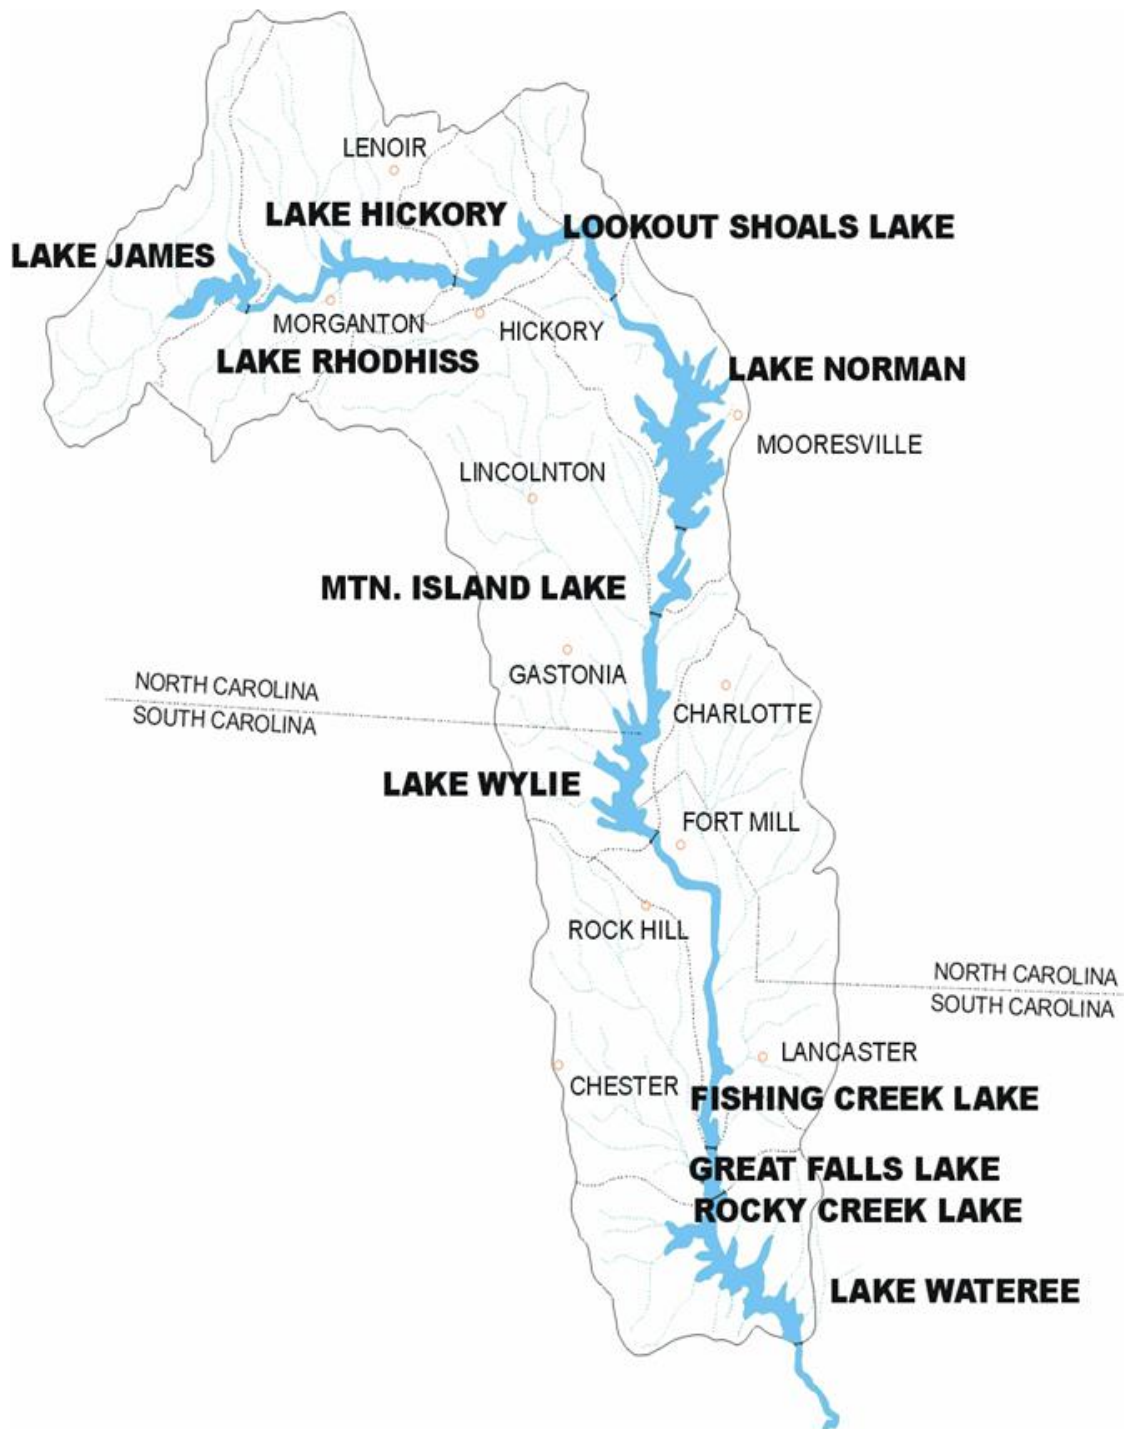 LENOIR
LAKE HICKORY
LOOKOUT SHOALS LAKE
LAKE JAMES
MORGANTON
HICKORY
LAKE RHODHISS
LAKE NORMAN
MOORESVILLE
LINCOLNTON
MTN. ISLAND LAKE
GASTONIA
NORTH CAROLINA
SOUTH CAROLINA
CHARLOTTE
LAKE WYLIE
FORT MILL
ROCK HILL
NORTH CAROLINA
SOUTH CAROLINA
LANCASTER
CHESTER
FISHING CREEK LAKE
GREAT FALLS LAKE
ROCKY CREEK LAKE
LAKE WATEREE